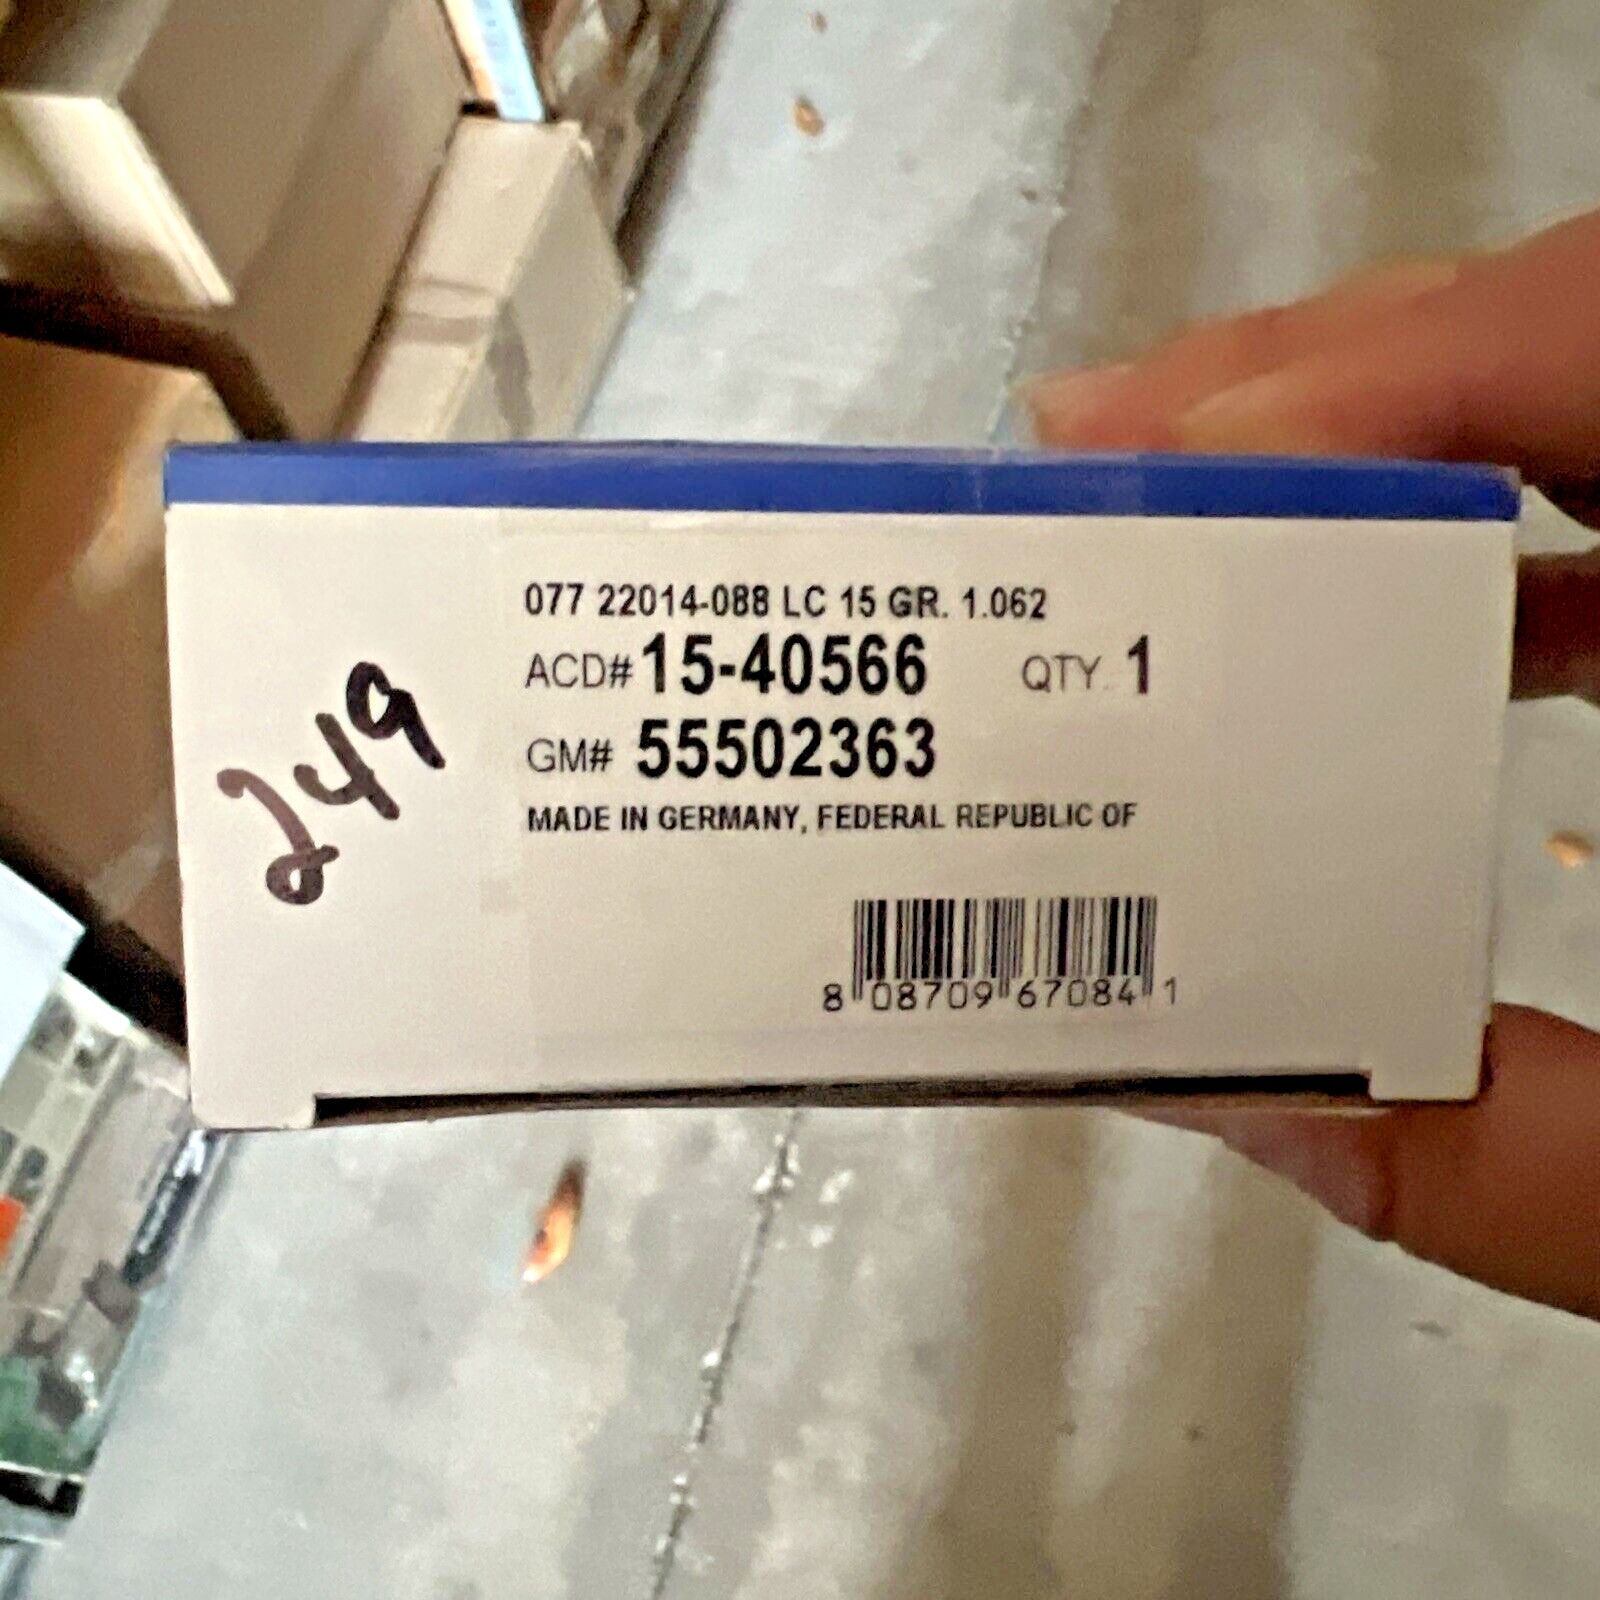 077 22014-088 LC 15 GR. 1.062
ACD# 15-40566 QTY. 1
GM# 55502363
MADE IN GERMANY, FEDERAL REPUBLIC OF
249
8 08709 67084 1